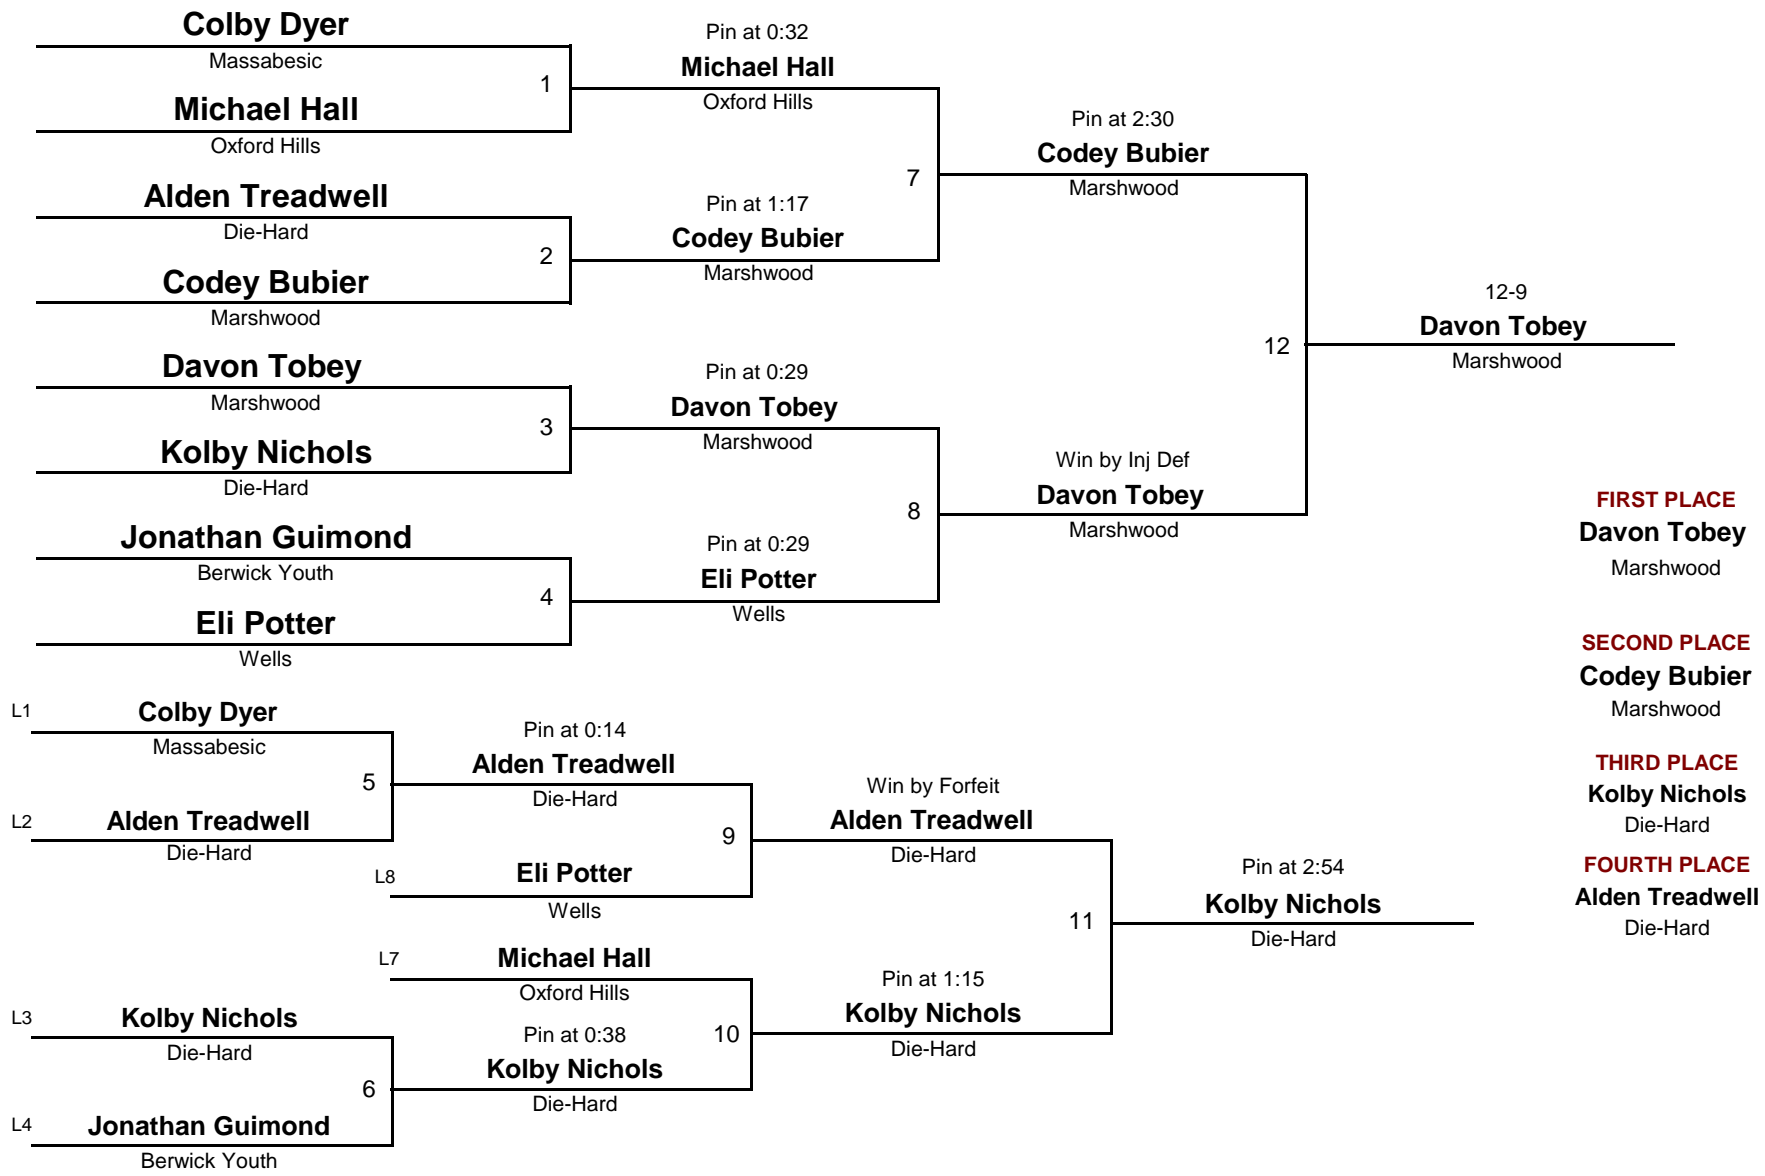 Colby Dyer
Massabesic
1
Michael Hall
Oxford Hills
Alden Treadwell
Die-Hard
2
Codey Bubier
Marshwood
Davon Tobey
Marshwood
3
Kolby Nichols
Die-Hard
Jonathan Guimond
Berwick Youth
4
Eli Potter
Wells
Pin at 0:32
Michael Hall
Oxford Hills
7
Pin at 1:17
Codey Bubier
Marshwood
Pin at 0:29
Davon Tobey
Marshwood
8
Pin at 0:29
Eli Potter
Wells
Pin at 2:30
Codey Bubier
Marshwood
12
Win by Inj Def
Davon Tobey
Marshwood
12-9
Davon Tobey
Marshwood
FIRST PLACE
Davon Tobey
Marshwood
SECOND PLACE
Codey Bubier
Marshwood
THIRD PLACE
Kolby Nichols
Die-Hard
FOURTH PLACE
Alden Treadwell
Die-Hard
L1
Colby Dyer
Massabesic
5
L2
Alden Treadwell
Die-Hard
L3
Kolby Nichols
Die-Hard
6
L4
Jonathan Guimond
Berwick Youth
Pin at 0:14
Alden Treadwell
Die-Hard
9
L8
Eli Potter
Wells
L7
Michael Hall
Oxford Hills
10
Pin at 0:38
Kolby Nichols
Die-Hard
Win by Forfeit
Alden Treadwell
Die-Hard
11
Pin at 1:15
Kolby Nichols
Die-Hard
Pin at 2:54
Kolby Nichols
Die-Hard